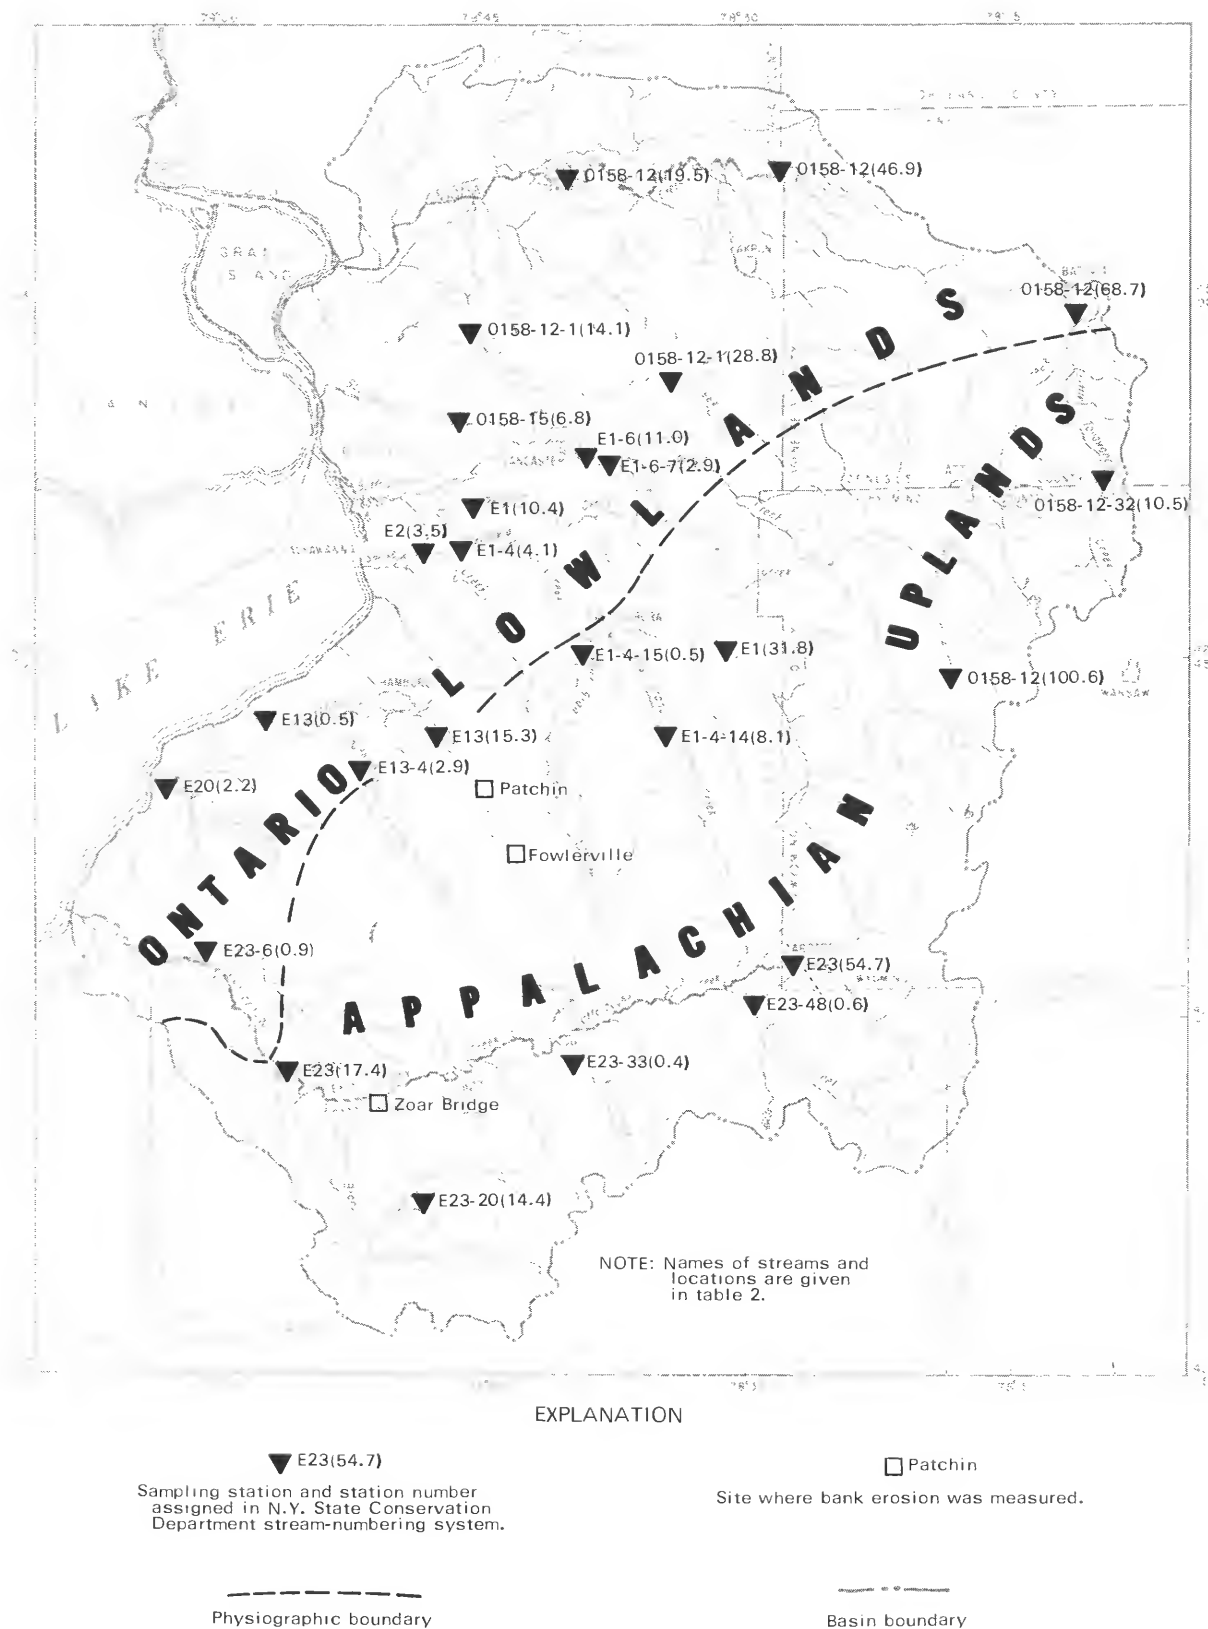 78°45'
GRAND
ISLAND
AKRON
0158-12(19.5)
0158-12(46.9)
0158-12(68.7)
0158-12-1(14.1)
0158-12-1(28.8)
0158-15(6.8)
E1-6(11.0)
LANCASTER
E1-6-7(2.9)
E1(10.4)
E2(3.5)
E1-4(4.1)
0158-12-32(10.5)
LAKE ERIE
E1-4-15(0.5)
E1(31.8)
0158-12(100.6)
WARSAW
E13(0.5)
E13(15.3)
E1-4-14(8.1)
E13-4(2.9)
E20(2.2)
Patchin
Fowlerville
ONTARIO LOWLANDS
APPALACHIAN UPLANDS
E23-6(0.9)
E23(54.7)
E23-48(0.6)
E23(17.4)
E23-33(0.4)
Zoar Bridge
E23-20(14.4)
NOTE: Names of streams and
locations are given
in table 2.
EXPLANATION
E23(54.7)
Sampling station and station number
assigned in N.Y. State Conservation
Department stream-numbering system.
Patchin
Site where bank erosion was measured.
Physiographic boundary
Basin boundary